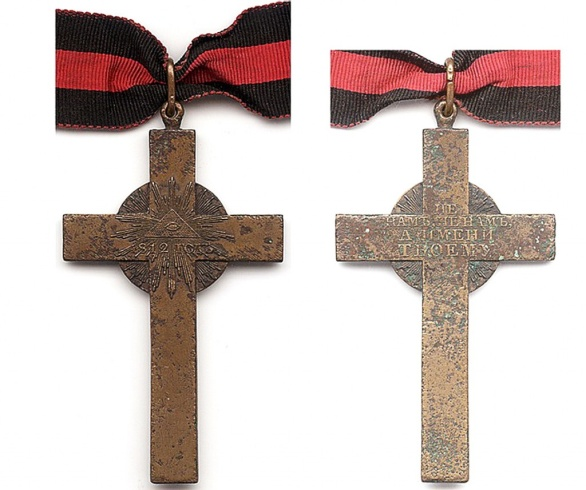 1812 ГОДЪ
НЕ
НАМЪ, НЕ НАМЪ,
А ИМЕНИ
ТВОЕМУ